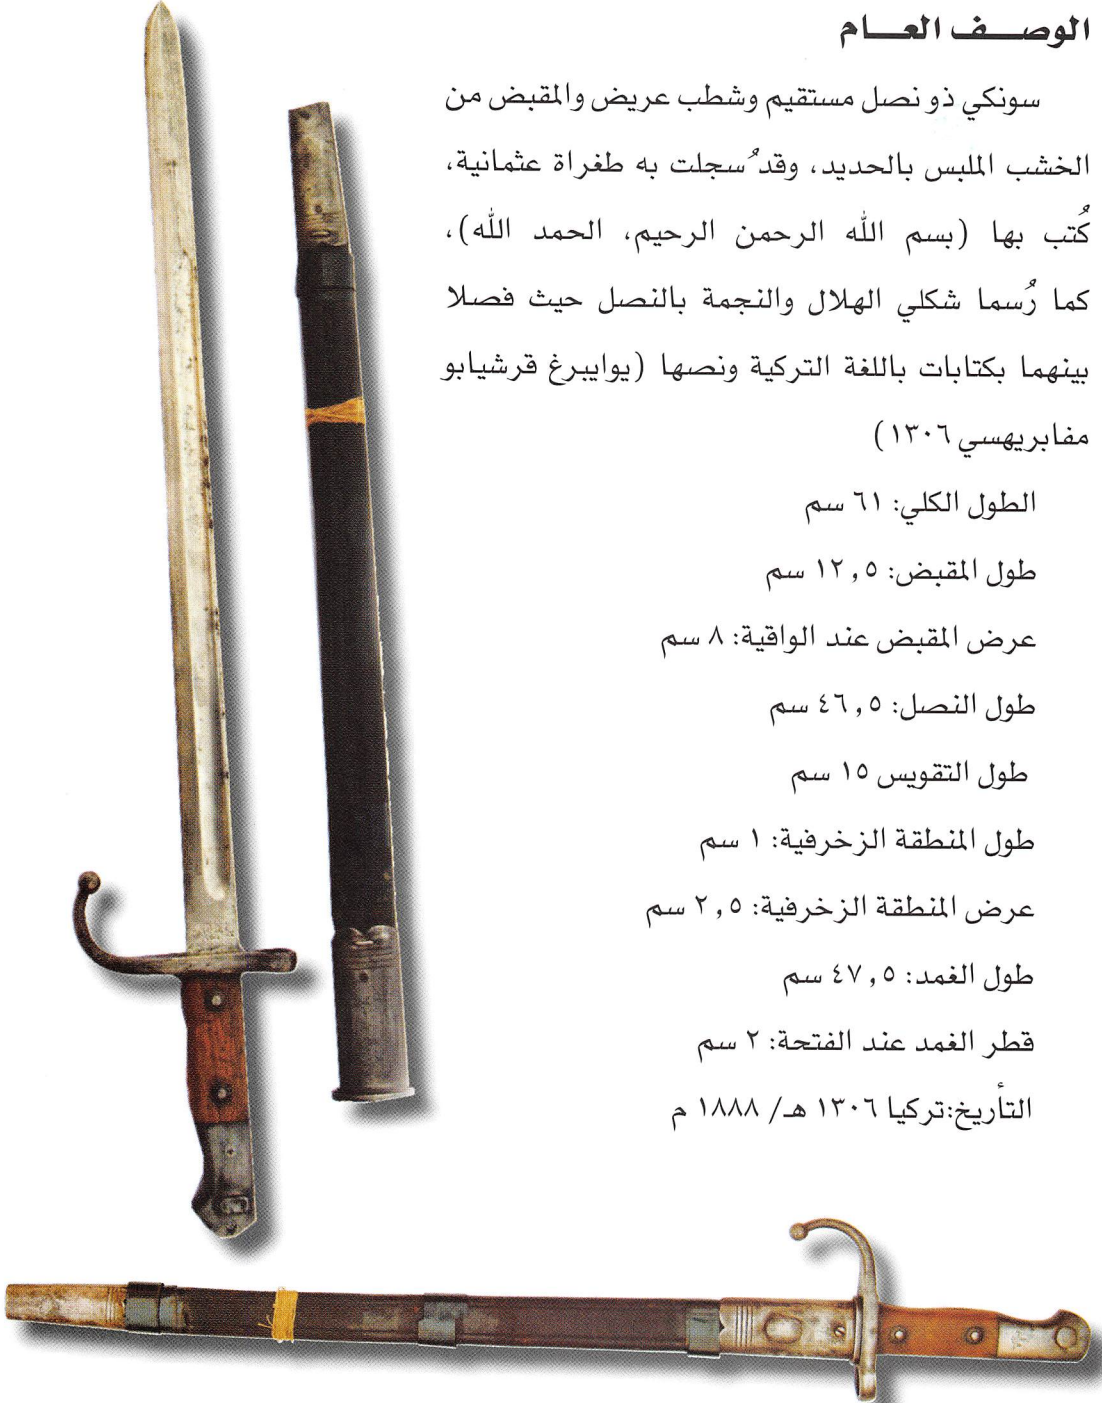 الوصف العام
سونكي ذو نصل مستقيم وشطب عريض والمقبض من
الخشب الملبس بالحديد، وقد ُسجلت به طغراة عثمانية،
كُتب بها (بسم الله الرحمن الرحيم، الحمد الله)،
كما رُسما شكلي الهلال والنجمة بالنصل حيث فصلا
بينهما بكتابات باللغة التركية ونصها (يوايبرغ قرشيابو
مفابريهسي ١٣٠٦)
الطول الكلي: ٦١ سم
طول المقبض: ١٢,٥ سم
عرض المقبض عند الواقية: ٨ سم
طول النصل: ٤٦,٥ سم
طول التقويس ١٥ سم
طول المنطقة الزخرفية: ١ سم
عرض المنطقة الزخرفية: ٢,٥ سم
طول الغمد: ٤٧,٥ سم
قطر الغمد عند الفتحة: ٢ سم
التأريخ:تركيا ١٣٠٦ هـ/ ١٨٨٨ م